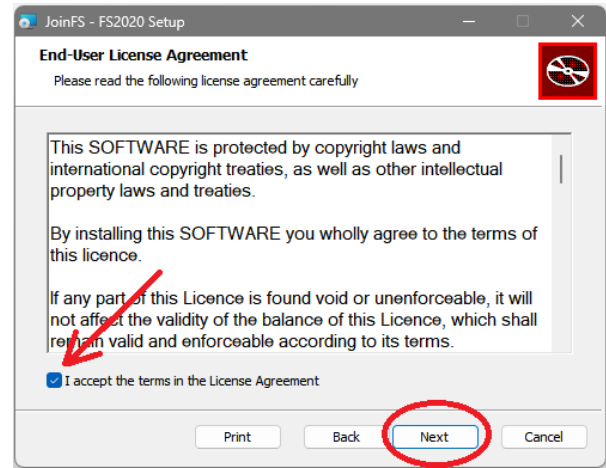 JoinFS - FS2020 Setup
End-User License Agreement
Please read the following license agreement carefully
This SOFTWARE is protected by copyright laws and
international copyright treaties, as well as other intellectual
property laws and treaties.
By installing this SOFTWARE you wholly agree to the terms of
this licence.
If any part of this Licence is found void or unenforceable, it will
not affect the validity of the balance of this Licence, which shall
remain valid and enforceable according to its terms.
I accept the terms in the License Agreement
Print Back Next Cancel